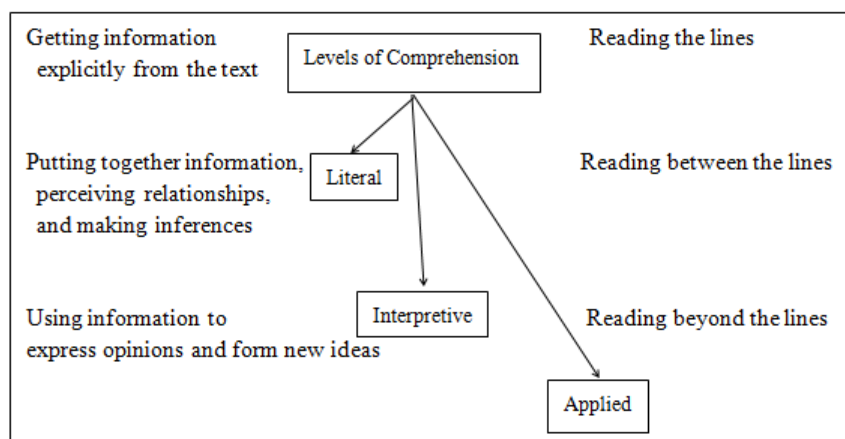 Getting information
explicitly from the text
Levels of Comprehension
Reading the lines
Putting together information,
perceiving relationships,
and making inferences
Literal
Reading between the lines
Using information to
express opinions and form new ideas
Interpretive
Reading beyond the lines
Applied